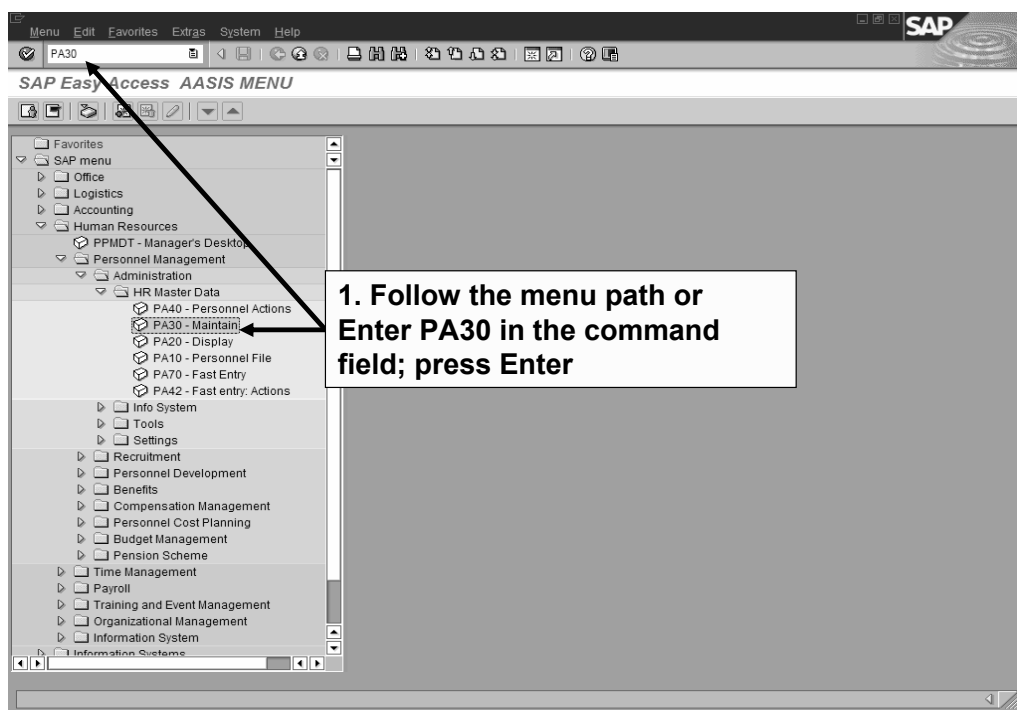 Menu Edit Favorites Extras System Help
SAP
PA30
SAP Easy Access AASIS MENU
Favorites
SAP menu
Office
Logistics
Accounting
Human Resources
PPMDT - Manager's Desktop
Personnel Management
Administration
HR Master Data
PA40 - Personnel Actions
PA30 - Maintain
PA20 - Display
PA10 - Personnel File
PA70 - Fast Entry
PA42 - Fast entry: Actions
Info System
Tools
Settings
Recruitment
Personnel Development
Benefits
Compensation Management
Personnel Cost Planning
Budget Management
Pension Scheme
Time Management
Payroll
Training and Event Management
Organizational Management
Information System
Information Systems
1. Follow the menu path or
Enter PA30 in the command
field; press Enter